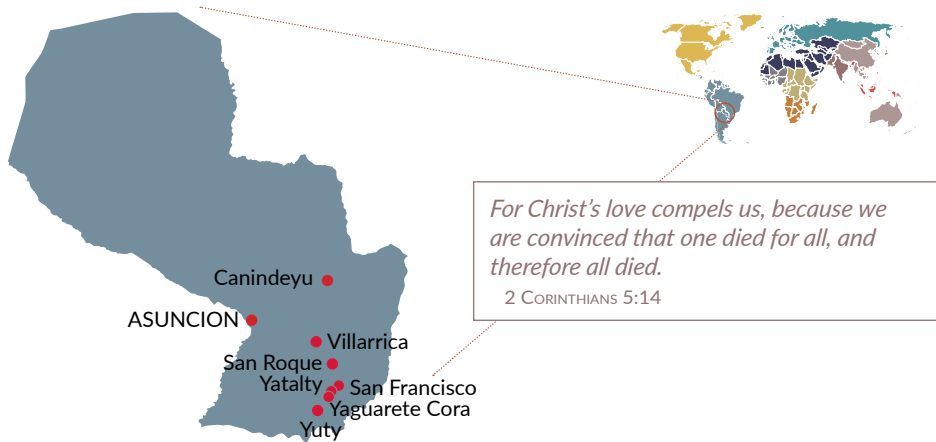 For Christ’s love compels us, because we
are convinced that one died for all, and
therefore all died.
2 Corinthians 5:14
Canindeyu
ASUNCION
Villarrica
San Roque
Yatalty
San Francisco
Yaguarete Cora
Yuty